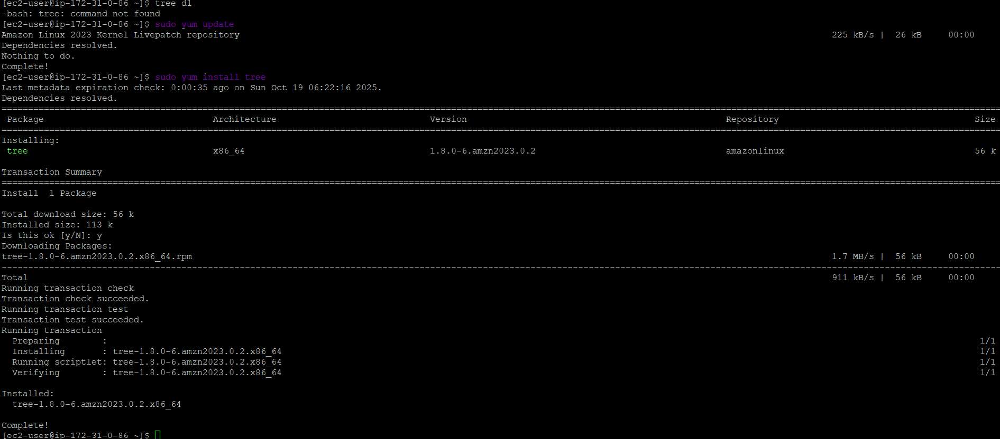 [ec2-user@ip-172-31-0-86 ~]$ tree d1
-bash: tree: command not found
[ec2-user@ip-172-31-0-86 ~]$ sudo yum update
Amazon Linux 2023 Kernel Livepatch repository 225 kB/s | 26 kB 00:00
Dependencies resolved.
Nothing to do.
Complete!
[ec2-user@ip-172-31-0-86 ~]$ sudo yum install tree
Last metadata expiration check: 0:00:35 ago on Sun Oct 19 06:22:16 2025.
Dependencies resolved.
Package Architecture Version Repository Size
Installing:
tree x86_64 1.8.0-6.amzn2023.0.2 amazonlinux 56 k
Transaction Summary
Install 1 Package
Total download size: 56 k
Installed size: 113 k
Is this ok [y/N]: y
Downloading Packages:
tree-1.8.0-6.amzn2023.0.2.x86_64.rpm 1.7 MB/s | 56 kB 00:00
Total 911 kB/s | 56 kB 00:00
Running transaction check
Transaction check succeeded.
Running transaction test
Transaction test succeeded.
Running transaction
Preparing : 1/1
Installing : tree-1.8.0-6.amzn2023.0.2.x86_64 1/1
Running scriptlet: tree-1.8.0-6.amzn2023.0.2.x86_64 1/1
Verifying : tree-1.8.0-6.amzn2023.0.2.x86_64 1/1
Installed:
tree-1.8.0-6.amzn2023.0.2.x86_64
Complete!
[ec2-user@ip-172-31-0-86 ~]$